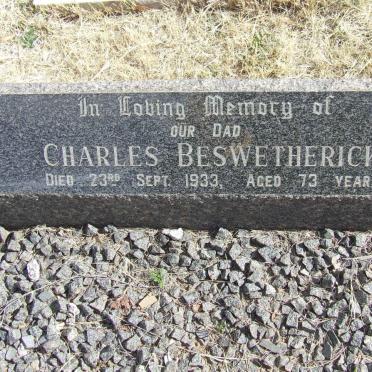 In Loving Memory of
OUR DAD
CHARLES BESWETHERICK
DIED 23RD SEPT. 1933, AGED 73 YEAR